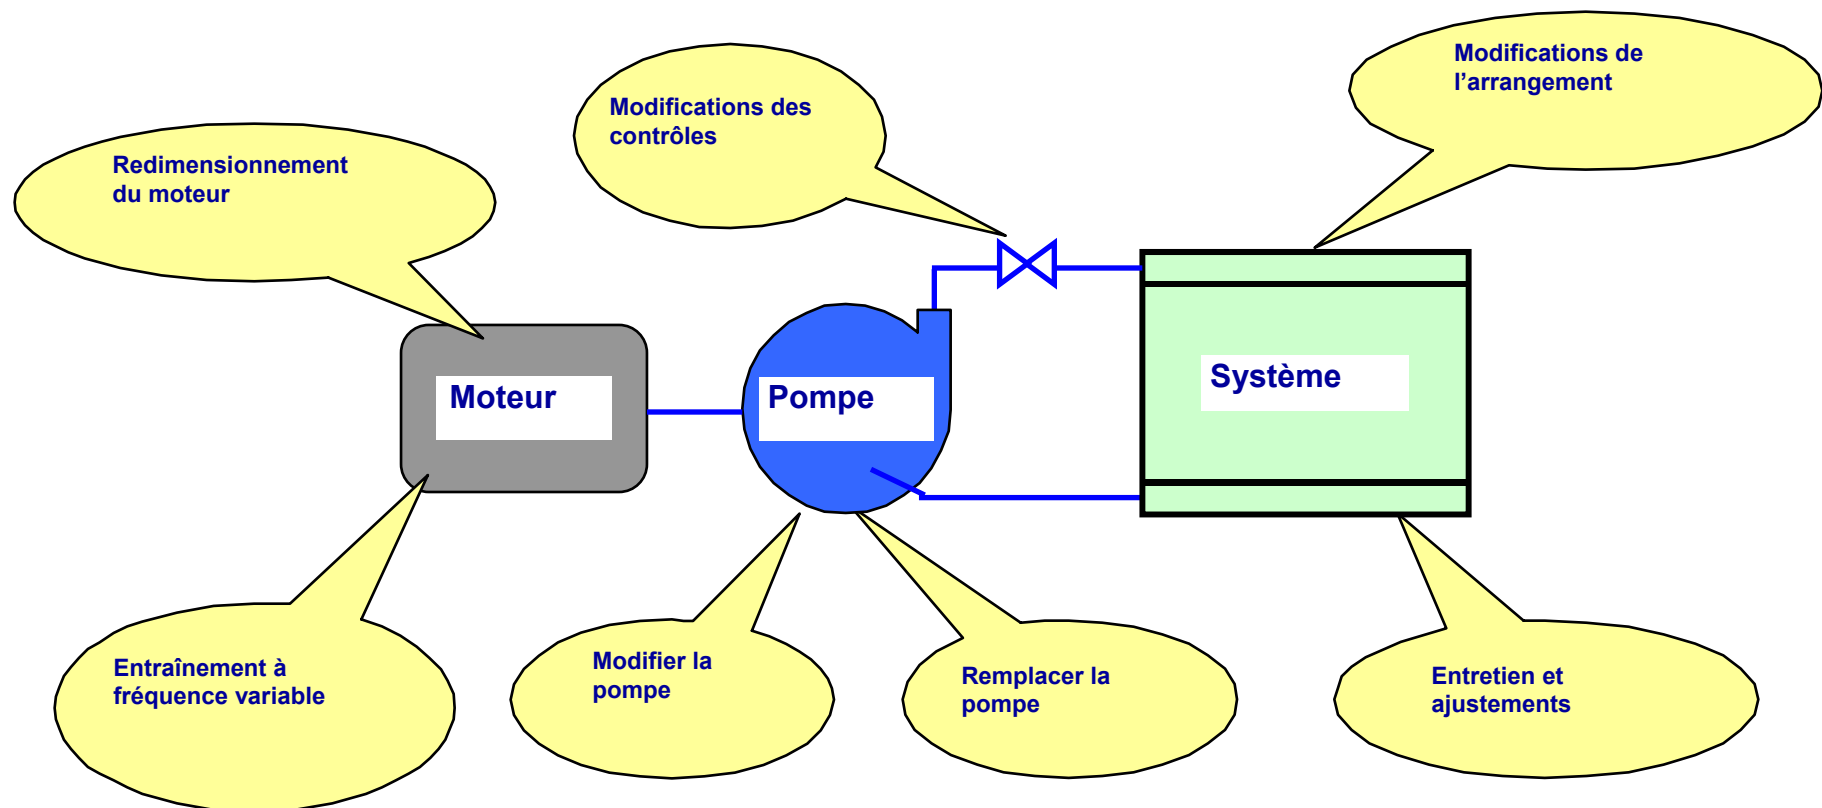 Modifications de
l’arrangement
Modifications des
contrôles
Redimensionnement
du moteur
Moteur
Pompe
Système
Entraînement à
fréquence variable
Modifier la
pompe
Remplacer la
pompe
Entretien et
ajustements